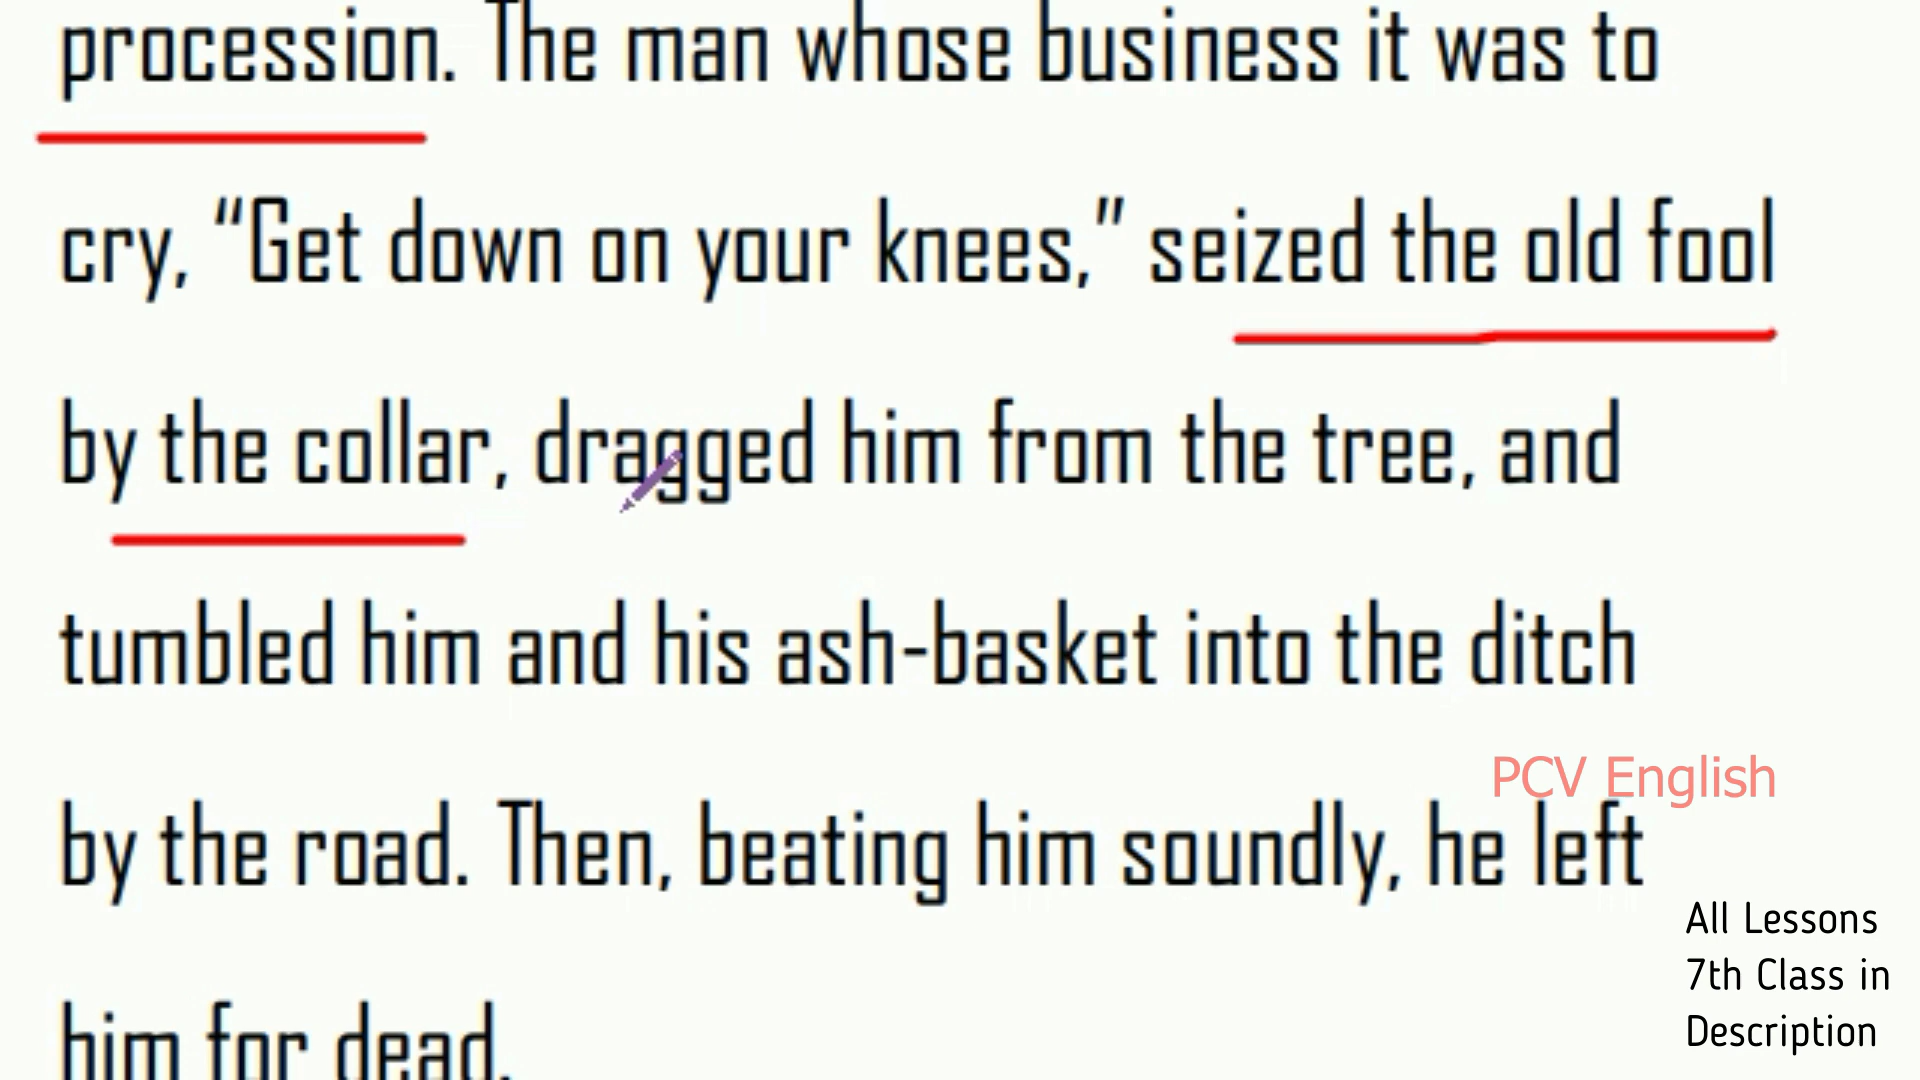 procession. The man whose business it was to
cry, “Get down on your knees,” seized the old fool
by the collar, dragged him from the tree, and
tumbled him and his ash-basket into the ditch
by the road. Then, beating him soundly, he left
him for dead.
PCV English
All Lessons
7th Class in
Description